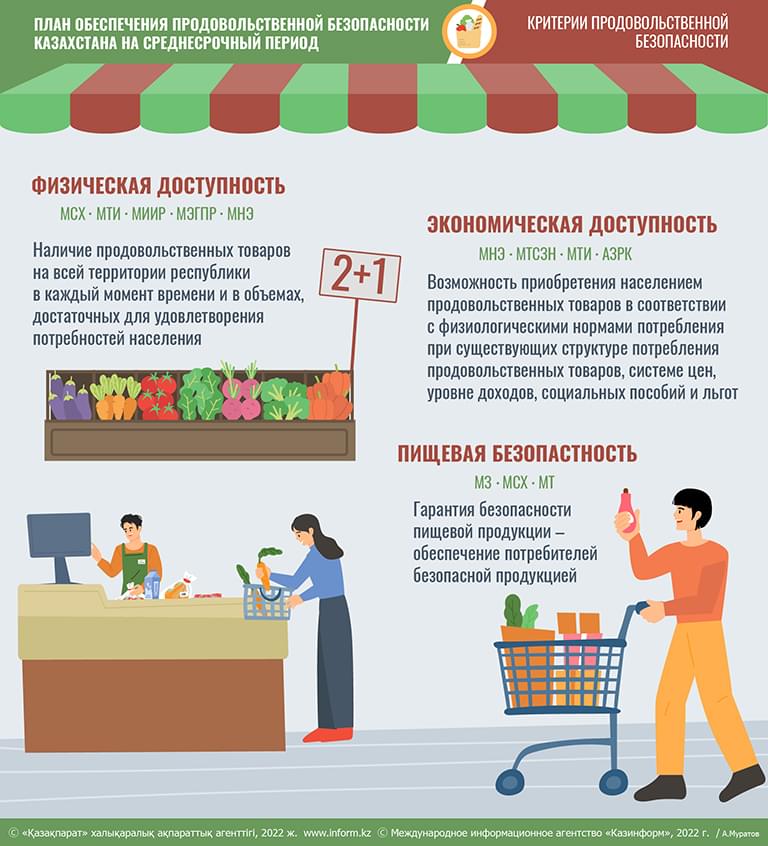 ПЛАН ОБЕСПЕЧЕНИЯ ПРОДОВОЛЬСТВЕННОЙ БЕЗОПАСНОСТИ
КАЗАХСТАНА НА СРЕДНЕСРОЧНЫЙ ПЕРИОД
КРИТЕРИИ ПРОДОВОЛЬСТВЕННОЙ
БЕЗОПАСНОСТИ
ФИЗИЧЕСКАЯ ДОСТУПНОСТЬ
МСХ · МТИ · МИИР · МЭГПР · МНЭ
Наличие продовольственных товаров
на всей территории республики
в каждый момент времени и в объемах,
достаточных для удовлетворения
потребностей населения
2+1
ЭКОНОМИЧЕСКАЯ ДОСТУПНОСТЬ
МНЭ · МТСЗН · МТИ · АЗРК
Возможность приобретения населением
продовольственных товаров в соответствии
с физиологическими нормами потребления
при существующих структуре потребления
продовольственных товаров, системе цен,
уровне доходов, социальных пособий и льгот
ПИЩЕВАЯ БЕЗОПАСТНОСТЬ
МЗ · МСХ · МТ
Гарантия безопасности
пищевой продукции –
обеспечение потребителей
безопасной продукцией
© «Қазақпарат» халықаралық ақпараттық агенттігі, 2022 ж. www.inform.kz © Международное информационное агентство «Казинформ», 2022 г. / А.Муратов